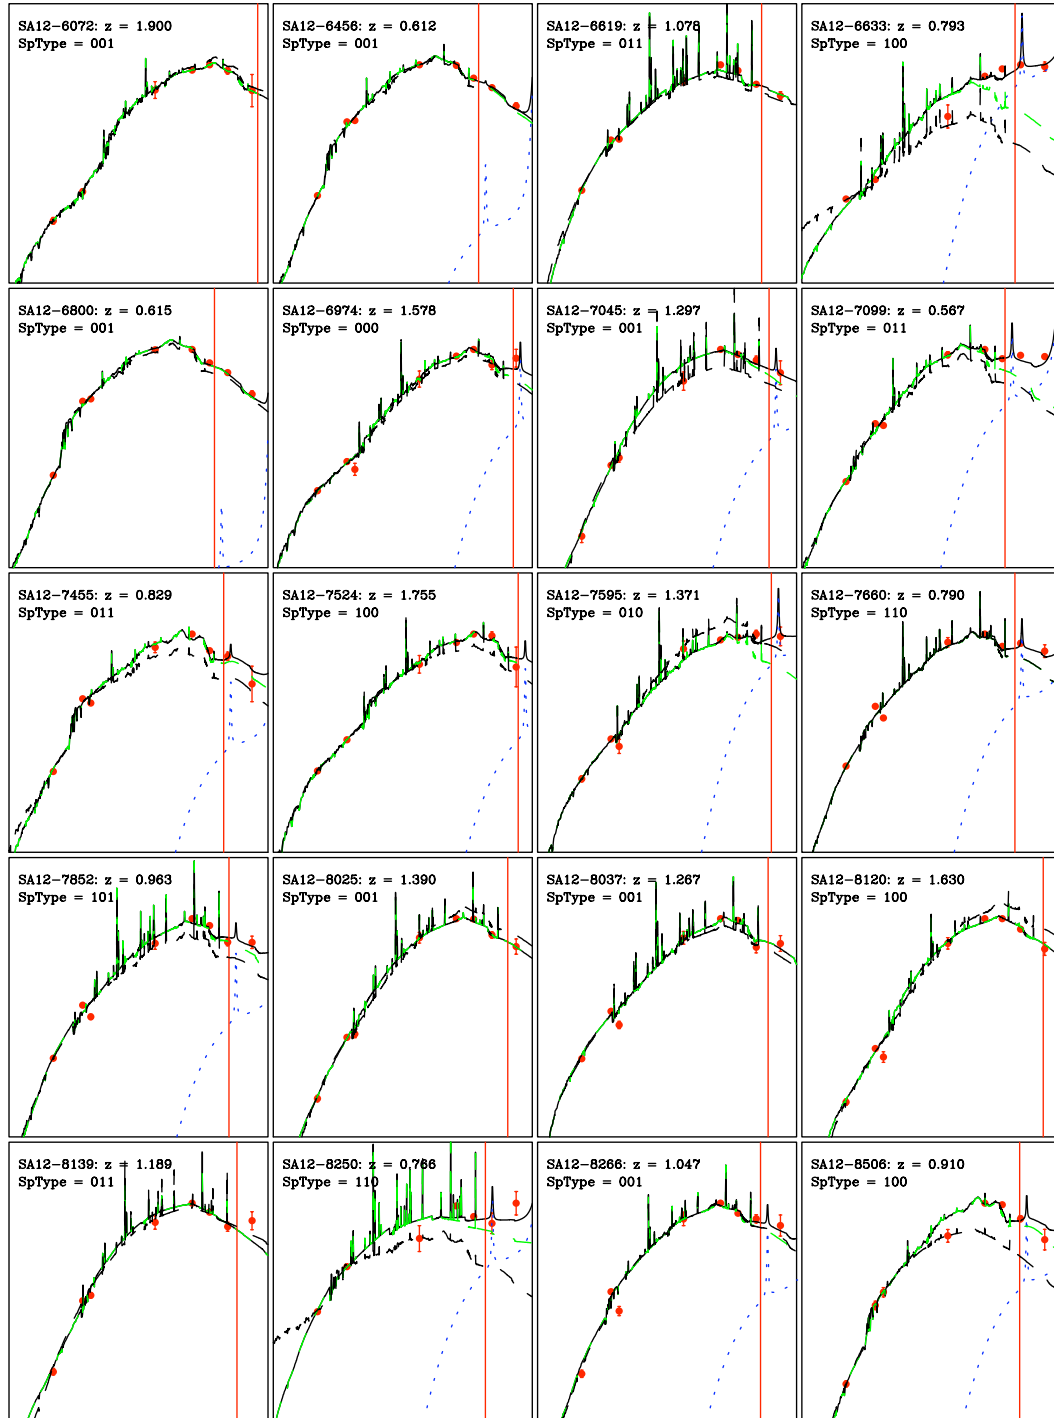 SA12-6072: z = 1.900
SpType = 001
SA12-6456: z = 0.612
SpType = 001
SA12-6619: z = 1.078
SpType = 011
SA12-6633: z = 0.793
SpType = 100
SA12-6800: z = 0.615
SpType = 001
SA12-6974: z = 1.578
SpType = 000
SA12-7045: z = 1.297
SpType = 001
SA12-7099: z = 0.567
SpType = 011
SA12-7455: z = 0.829
SpType = 011
SA12-7524: z = 1.755
SpType = 100
SA12-7595: z = 1.371
SpType = 010
SA12-7660: z = 0.790
SpType = 110
SA12-7852: z = 0.963
SpType = 101
SA12-8025: z = 1.390
SpType = 001
SA12-8037: z = 1.267
SpType = 001
SA12-8120: z = 1.630
SpType = 100
SA12-8139: z = 1.189
SpType = 011
SA12-8250: z = 0.766
SpType = 110
SA12-8266: z = 1.047
SpType = 001
SA12-8506: z = 0.910
SpType = 100